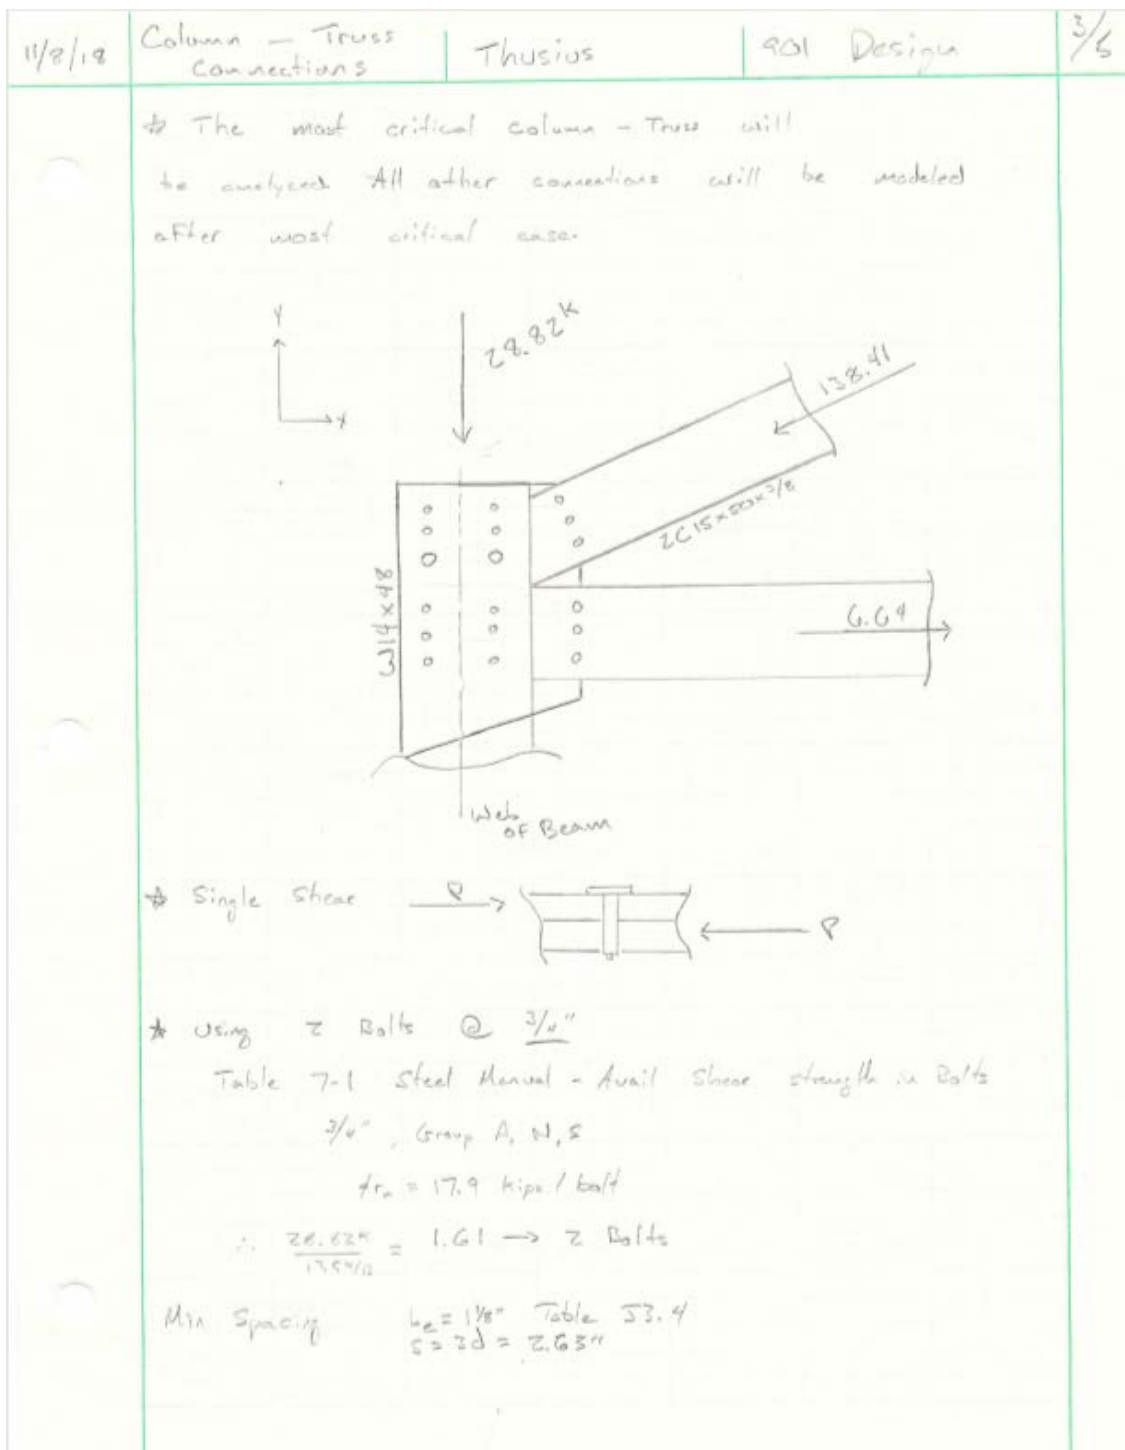 11/8/18
Column - Truss
Connections
Thusius
901 Design
3/5
* The most critical column - Truss will
be analyzed. All other connections will be modeled
after most critical case.
Y
28.82k
138.41
2C15x50x3/8
W14x48
6.64
Web
of Beam
* Single Shear
P
P
* Using 2 Bolts @ 3/4"
Table 7-1 Steel Manual - Avail Shear strength in Bolts
3/4", Group A, N, S
ϕrn = 17.9 kips / bolt
∴ 28.82k
= 1.61 → 2 Bolts
Min Spacing Le = 1 1/8" Table J3.4
s = 3d = 2.63"